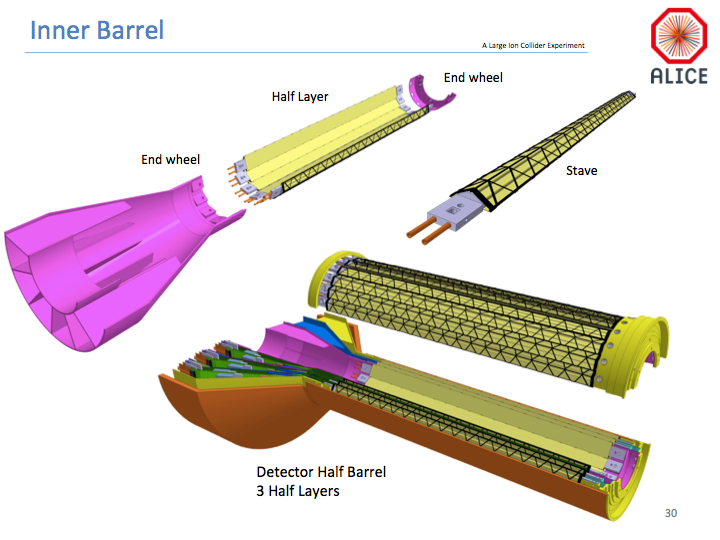 Inner Barrel
A Large Ion Collider Experiment
ALICE
End wheel
Half Layer
End wheel
Stave
Detector Half Barrel
3 Half Layers
30